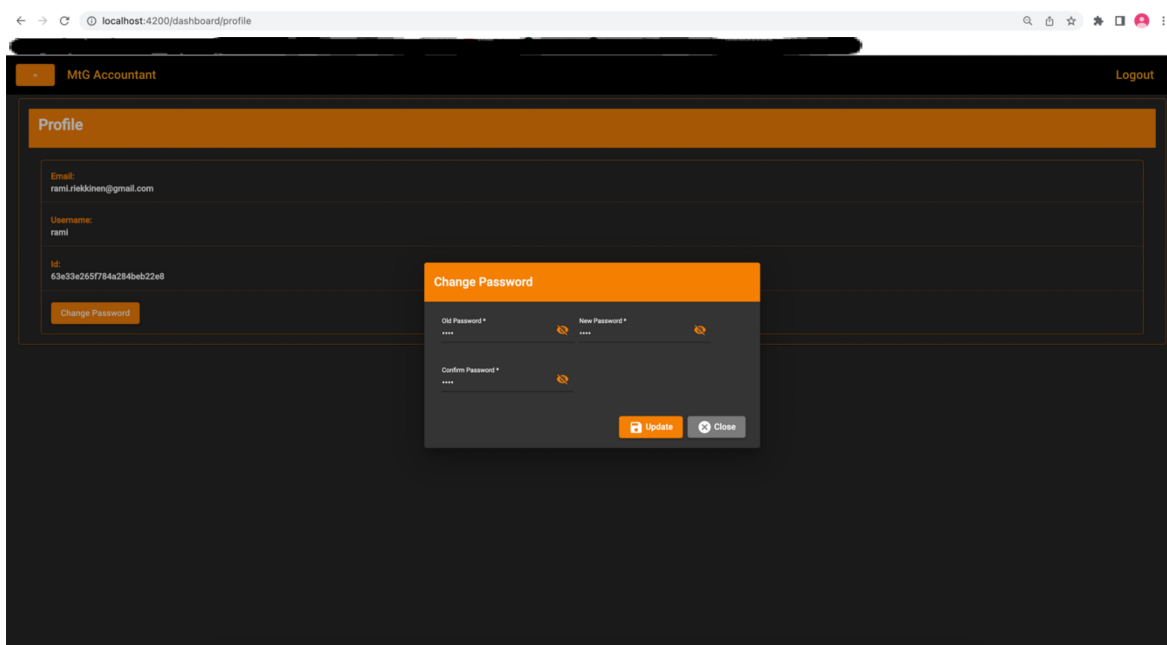 localhost:4200/dashboard/profile
MtG Accountant
Logout
Profile
Email:
rami.riekkinen@gmail.com
Username:
rami
Id:
63e33e265f784a284beb22e8
Change Password
Change Password
Old Password *
New Password *
••••
••••
Confirm Password *
••••
Update
Close